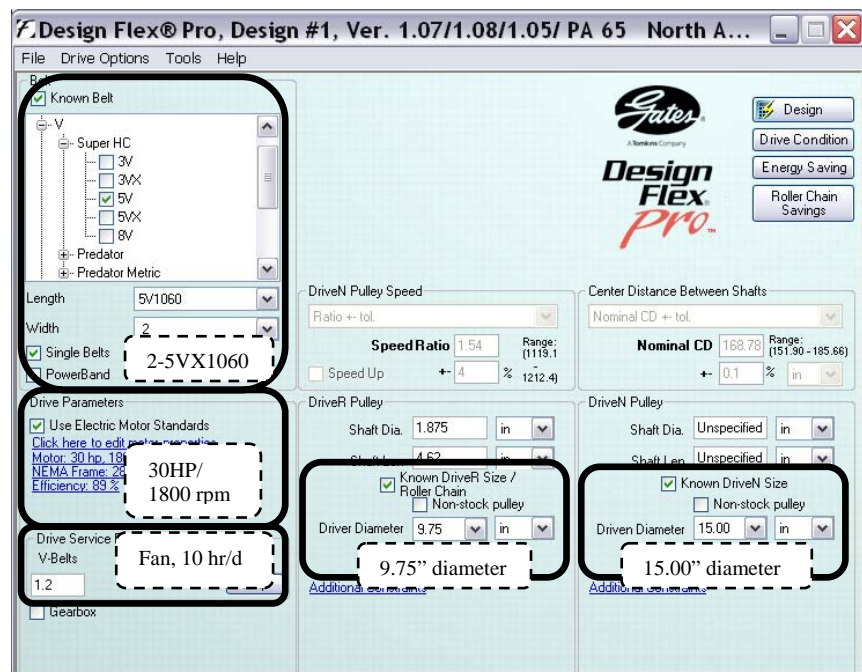 Design Flex® Pro, Design #1, Ver. 1.07/1.08/1.05/ PA 65 North A...
File Drive Options Tools Help
Known Belt
V
Super HC
3V
3VX
5V
5VX
8V
Predator
Predator Metric
Length 5V1060
Width 2
Single Belts
PowerBand
2-5VX1060
Gates
A Tomkins Company
Design
Flex
Pro™
Design
Drive Condition
Energy Saving
Roller Chain
Savings
DriveN Pulley Speed
Ratio +- tol.
Speed Ratio 1.54 Range:
(1119.1
-
1212.4)
Speed Up +- 4 %
Center Distance Between Shafts
Nominal CD +- tol.
Nominal CD 168.78 Range:
(151.90 - 185.66)
+- 0.1 % in
Drive Parameters
Use Electric Motor Standards
Click here to edit motor properties
Motor: 30 hp, 18
NEMA Frame: 28
Efficiency: 89 %
30HP/
1800 rpm
Drive Service
V-Belts
1.2
Fan, 10 hr/d
Gearbox
DriveR Pulley
Shaft Dia. 1.875 in
Shaft Len. 4.62 in
Known DriveR Size /
Roller Chain
Non-stock pulley
Driver Diameter 9.75 in
9.75” diameter
Additional Constraints
DriveN Pulley
Shaft Dia. Unspecified in
Shaft Len. Unspecified in
Known DriveN Size
Non-stock pulley
Driven Diameter 15.00 in
15.00” diameter
Additional Constraints